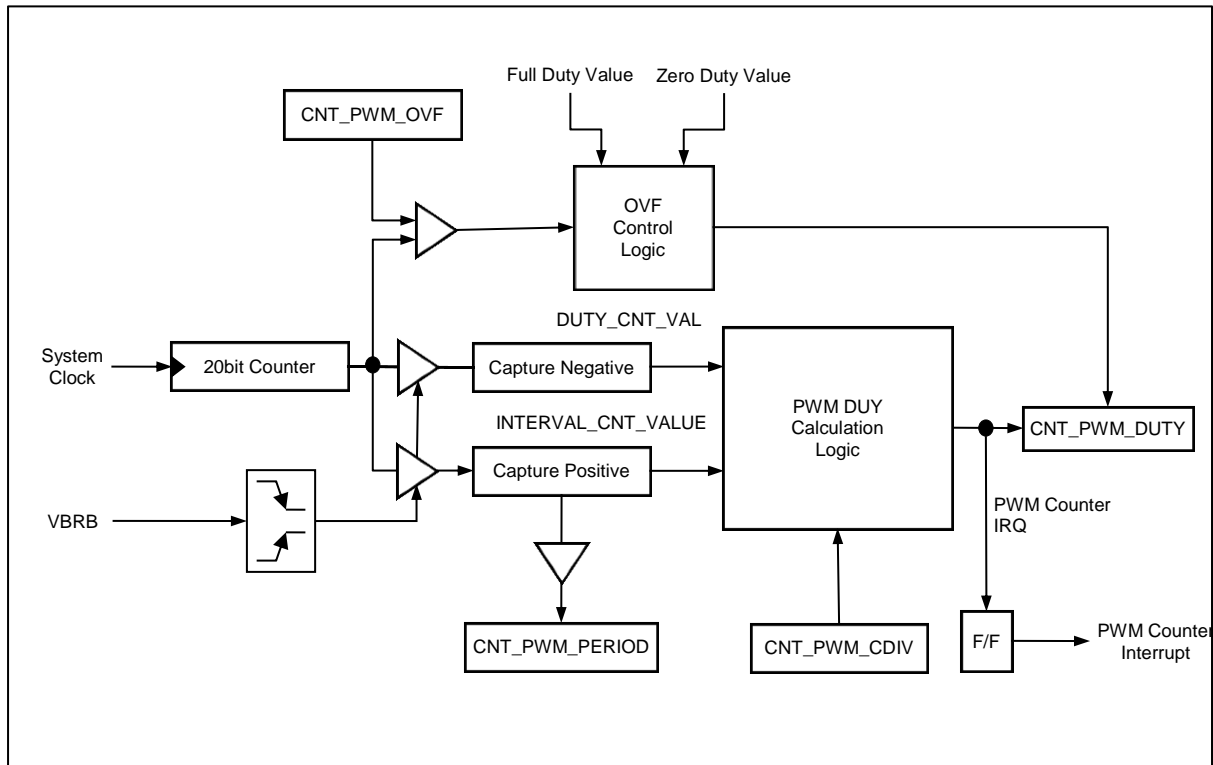 Full Duty Value
Zero Duty Value
CNT_PWM_OVF
OVF
Control
Logic
DUTY_CNT_VAL
System
Clock
20bit Counter
Capture Negative
PWM DUY
Calculation
Logic
INTERVAL_CNT_VALUE
CNT_PWM_DUTY
Capture Positive
VBRB
PWM Counter
IRQ
CNT_PWM_PERIOD
CNT_PWM_CDIV
F/F
PWM Counter
Interrupt